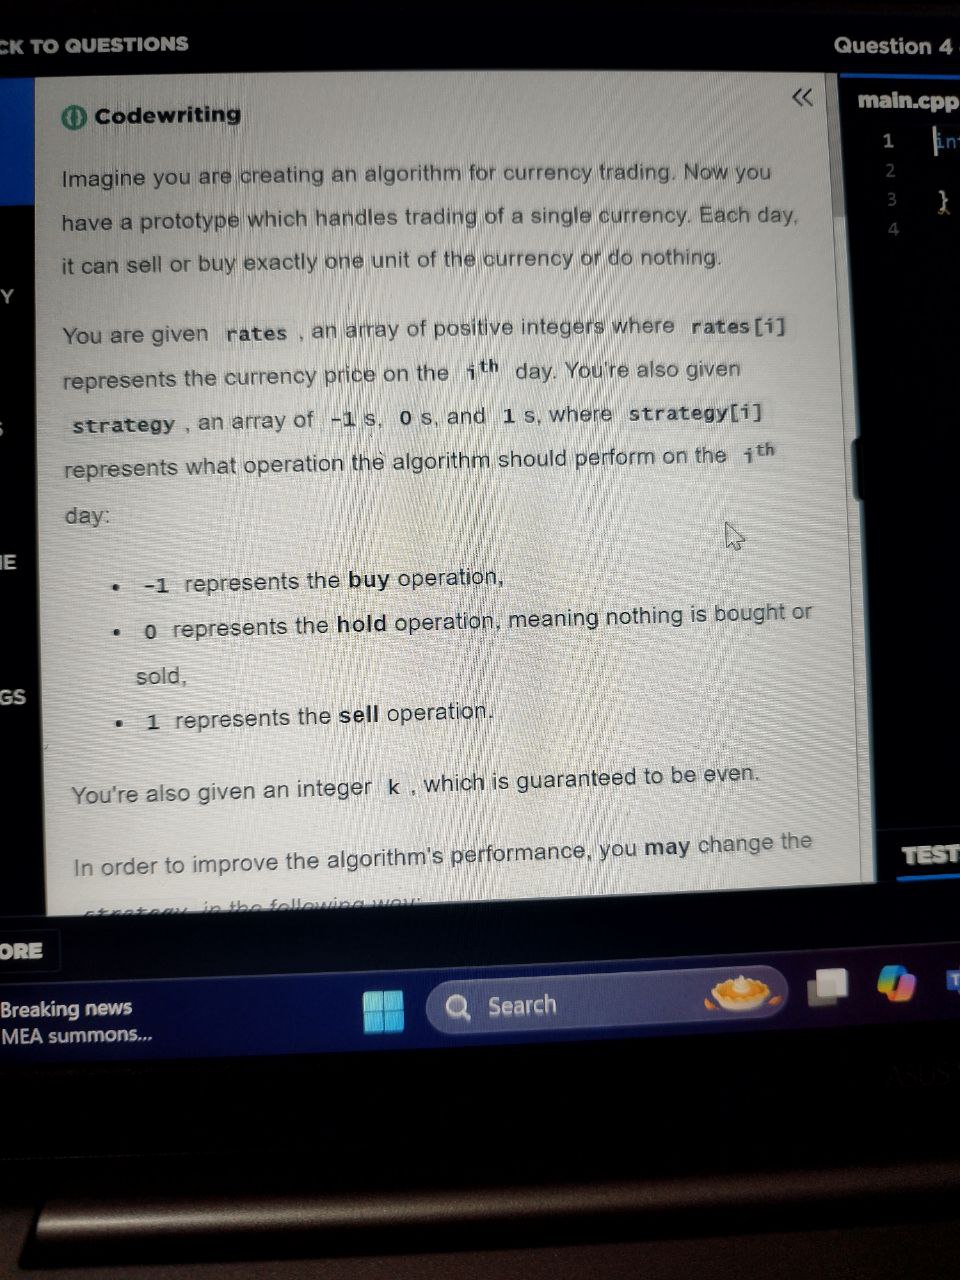 CK TO QUESTIONS
Question 4
Codewriting
main.cpp
1
2
3 }
4
Imagine you are creating an algorithm for currency trading. Now you
have a prototype which handles trading of a single currency. Each day,
it can sell or buy exactly one unit of the currency or do nothing.
Y
You are given rates , an array of positive integers where rates[i]
represents the currency price on the ith day. You're also given
strategy , an array of -1 s, 0 s, and 1 s, where strategy[i]
represents what operation the algorithm should perform on the ith
day:
E
• -1 represents the buy operation,
• 0 represents the hold operation, meaning nothing is bought or
sold,
GS
• 1 represents the sell operation.
You're also given an integer k , which is guaranteed to be even.
In order to improve the algorithm's performance, you may change the
strategy in the following way:
TEST
ORE
Breaking news
MEA summons...
Search